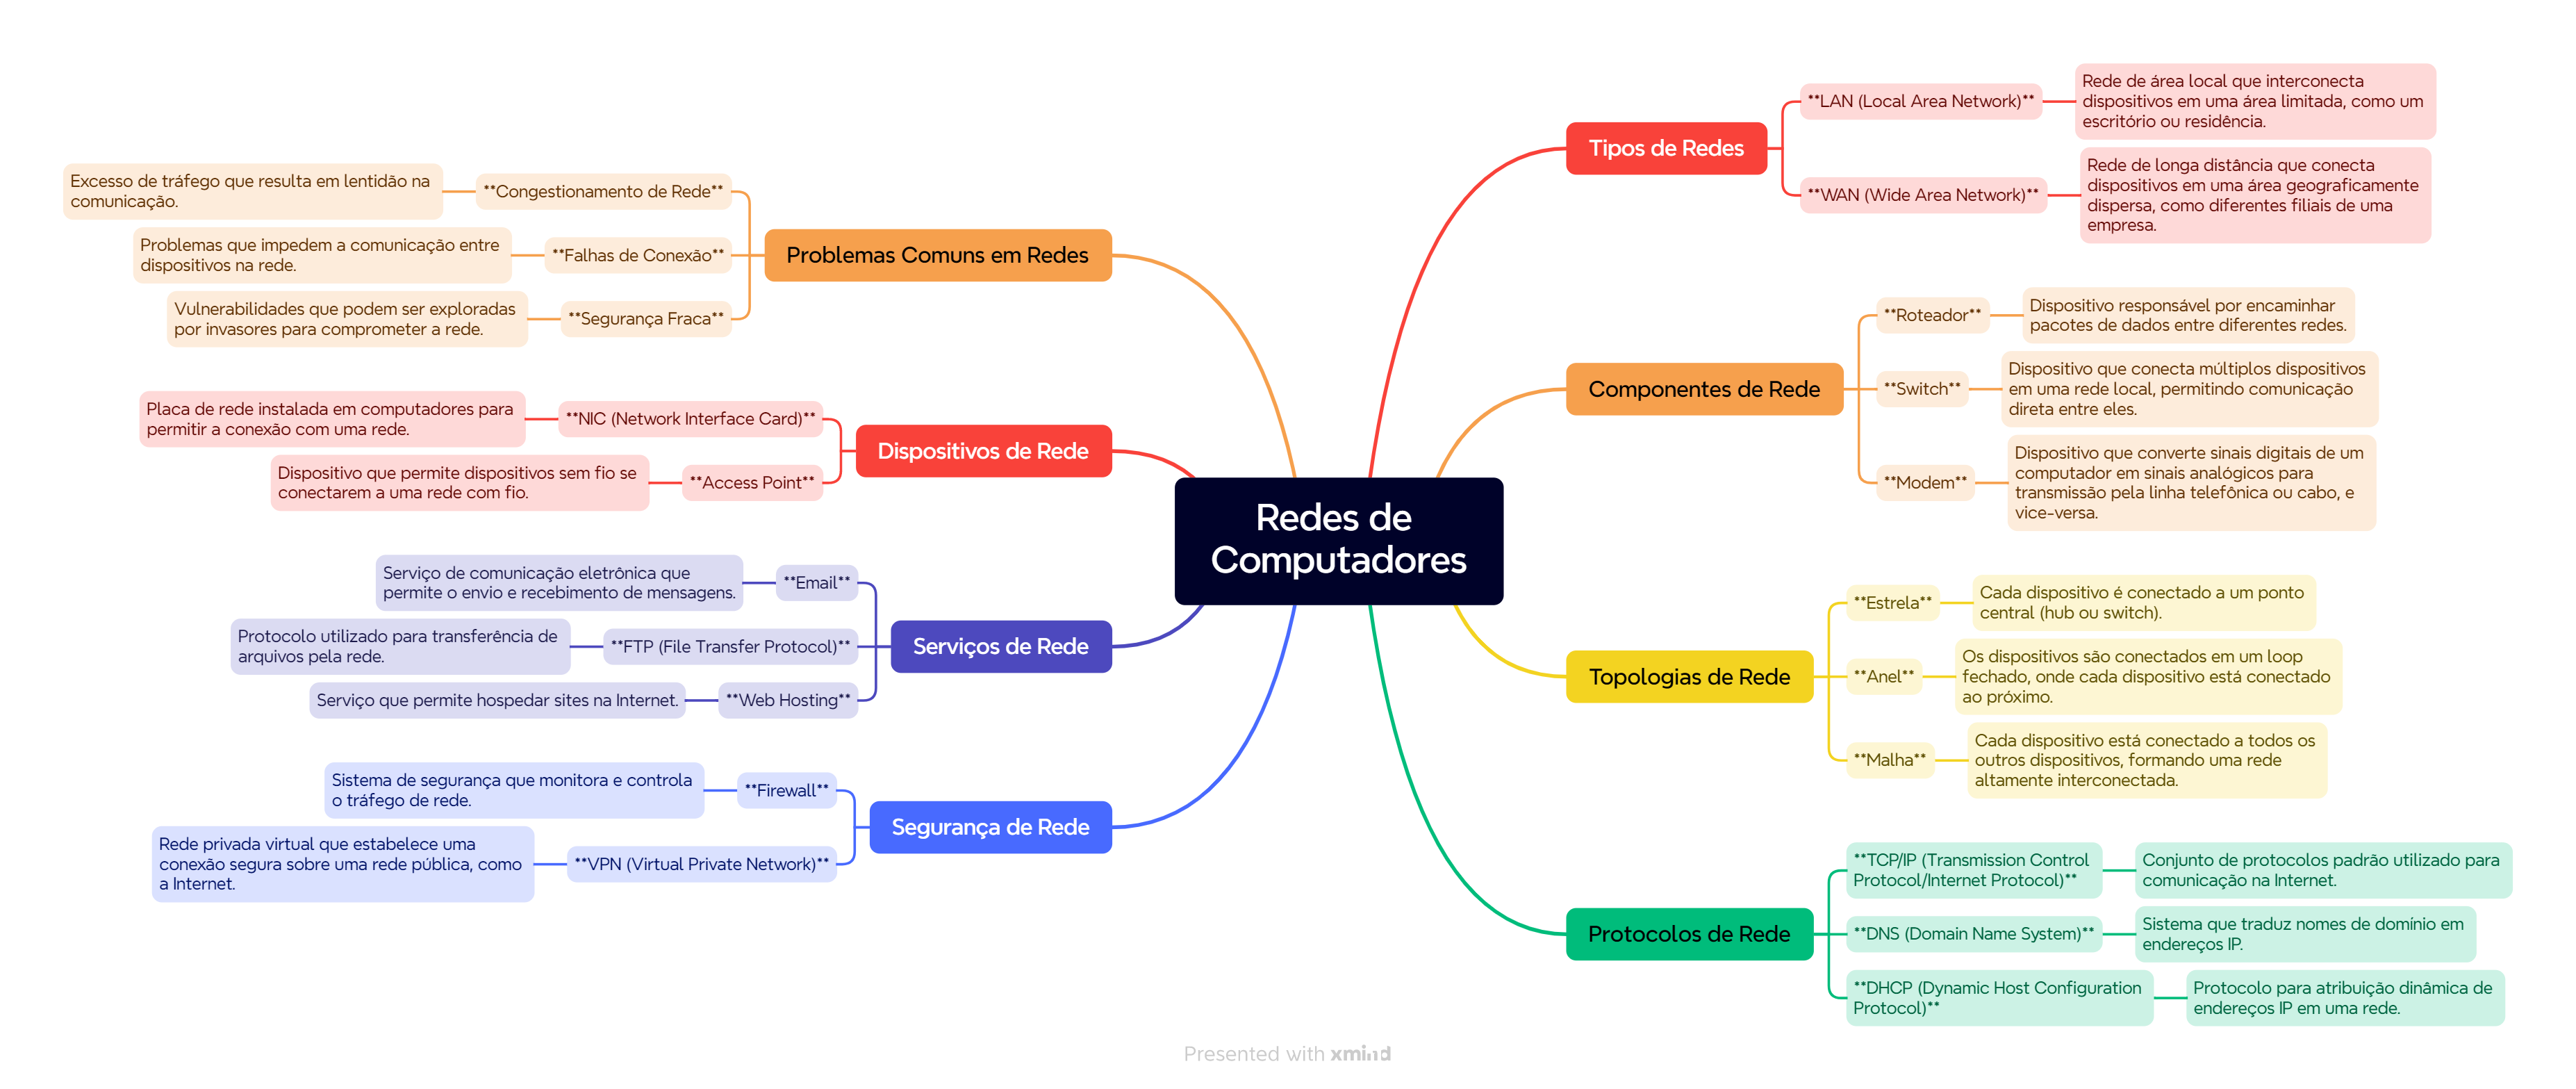 Redes de
Computadores
Tipos de Redes
**LAN (Local Area Network)**
Rede de área local que interconecta
dispositivos em uma área limitada, como um
escritório ou residência.
**WAN (Wide Area Network)**
Rede de longa distância que conecta
dispositivos em uma área geograficamente
dispersa, como diferentes filiais de uma
empresa.
Componentes de Rede
**Roteador**
Dispositivo responsável por encaminhar
pacotes de dados entre diferentes redes.
**Switch**
Dispositivo que conecta múltiplos dispositivos
em uma rede local, permitindo comunicação
direta entre eles.
**Modem**
Dispositivo que converte sinais digitais de um
computador em sinais analógicos para
transmissão pela linha telefônica ou cabo, e
vice-versa.
Topologias de Rede
**Estrela**
Cada dispositivo é conectado a um ponto
central (hub ou switch).
**Anel**
Os dispositivos são conectados em um loop
fechado, onde cada dispositivo está conectado
ao próximo.
**Malha**
Cada dispositivo está conectado a todos os
outros dispositivos, formando uma rede
altamente interconectada.
Protocolos de Rede
**TCP/IP (Transmission Control
Protocol/Internet Protocol)**
Conjunto de protocolos padrão utilizado para
comunicação na Internet.
**DNS (Domain Name System)**
Sistema que traduz nomes de domínio em
endereços IP.
**DHCP (Dynamic Host Configuration
Protocol)**
Protocolo para atribuição dinâmica de
endereços IP em uma rede.
Problemas Comuns em Redes
**Congestionamento de Rede**
Excesso de tráfego que resulta em lentidão na
comunicação.
**Falhas de Conexão**
Problemas que impedem a comunicação entre
dispositivos na rede.
**Segurança Fraca**
Vulnerabilidades que podem ser exploradas
por invasores para comprometer a rede.
Dispositivos de Rede
**NIC (Network Interface Card)**
Placa de rede instalada em computadores para
permitir a conexão com uma rede.
**Access Point**
Dispositivo que permite dispositivos sem fio se
conectarem a uma rede com fio.
Serviços de Rede
**Email**
Serviço de comunicação eletrônica que
permite o envio e recebimento de mensagens.
**FTP (File Transfer Protocol)**
Protocolo utilizado para transferência de
arquivos pela rede.
**Web Hosting**
Serviço que permite hospedar sites na Internet.
Segurança de Rede
**Firewall**
Sistema de segurança que monitora e controla
o tráfego de rede.
**VPN (Virtual Private Network)**
Rede privada virtual que estabelece uma
conexão segura sobre uma rede pública, como
a Internet.
Presented with xmind